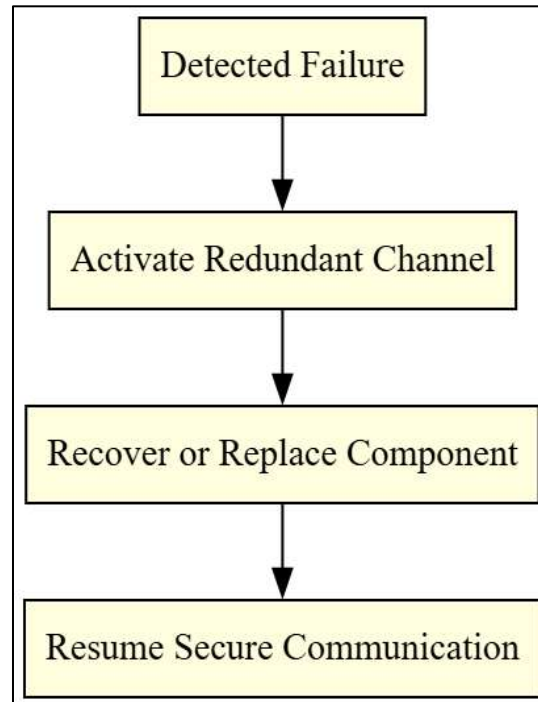 Detected Failure
Activate Redundant Channel
Recover or Replace Component
Resume Secure Communication